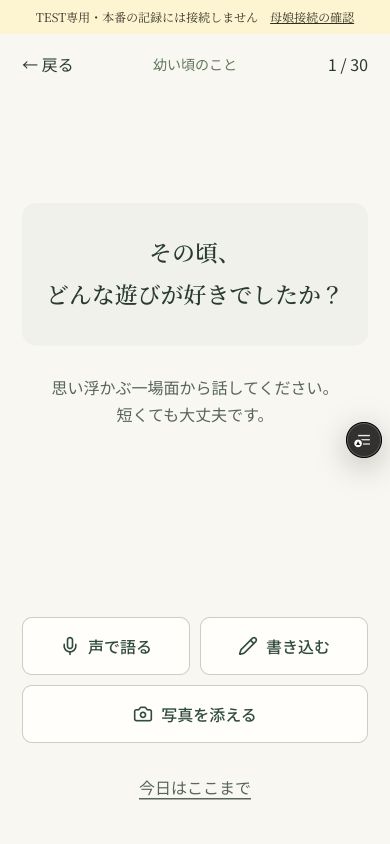 TEST専用・本番の記録には接続しません 母娘接続の確認
← 戻る 幼い頃のこと 1 / 30
その頃、
どんな遊びが好きでしたか？
思い浮かぶ一場面から話してください。
短くても大丈夫です。
声で語る 書き込む
写真を添える
今日はここまで